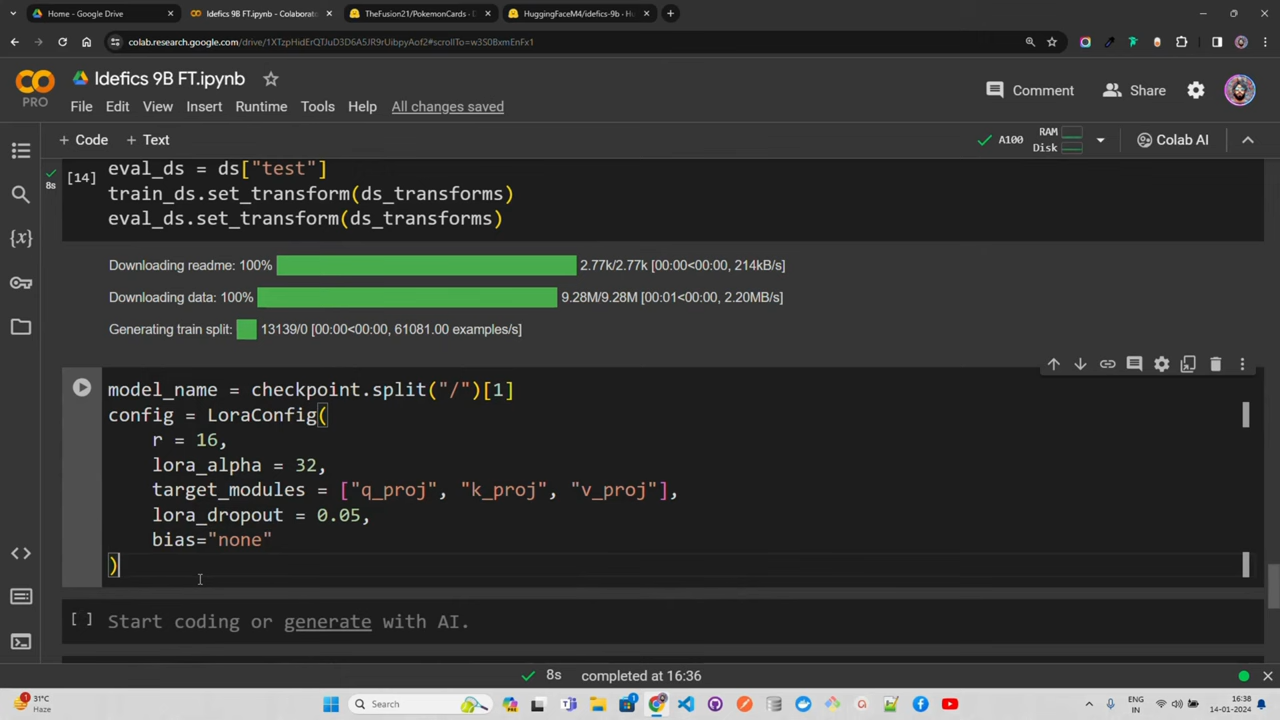 Home - Google Drive
Idefics 9B FT.ipynb - Colaborato
TheFusion21/PokemonCards - D
HuggingFaceM4/idefics-9b - Hu
colab.research.google.com/drive/1XTzpHidErQTJuD3D6A5JR9rUibpyAof2#scrollTo=w3S0BxmEnFx1
CO
PRO
Idefics 9B FT.ipynb
File Edit View Insert Runtime Tools Help All changes saved
Comment
Share
+ Code + Text
A100
RAM
Disk
Colab AI
[14]
8s
eval_ds = ds["test"]
train_ds.set_transform(ds_transforms)
eval_ds.set_transform(ds_transforms)
Downloading readme: 100% 2.77k/2.77k [00:00<00:00, 214kB/s]
Downloading data: 100% 9.28M/9.28M [00:01<00:00, 2.20MB/s]
Generating train split: 13139/0 [00:00<00:00, 61081.00 examples/s]
model_name = checkpoint.split("/")[1]
config = LoraConfig(
r = 16,
lora_alpha = 32,
target_modules = ["q_proj", "k_proj", "v_proj"],
lora_dropout = 0.05,
bias="none"
)
[ ] Start coding or generate with AI.
8s completed at 16:36
31°C
Haze
Search
ENG
IN
16:38
14-01-2024